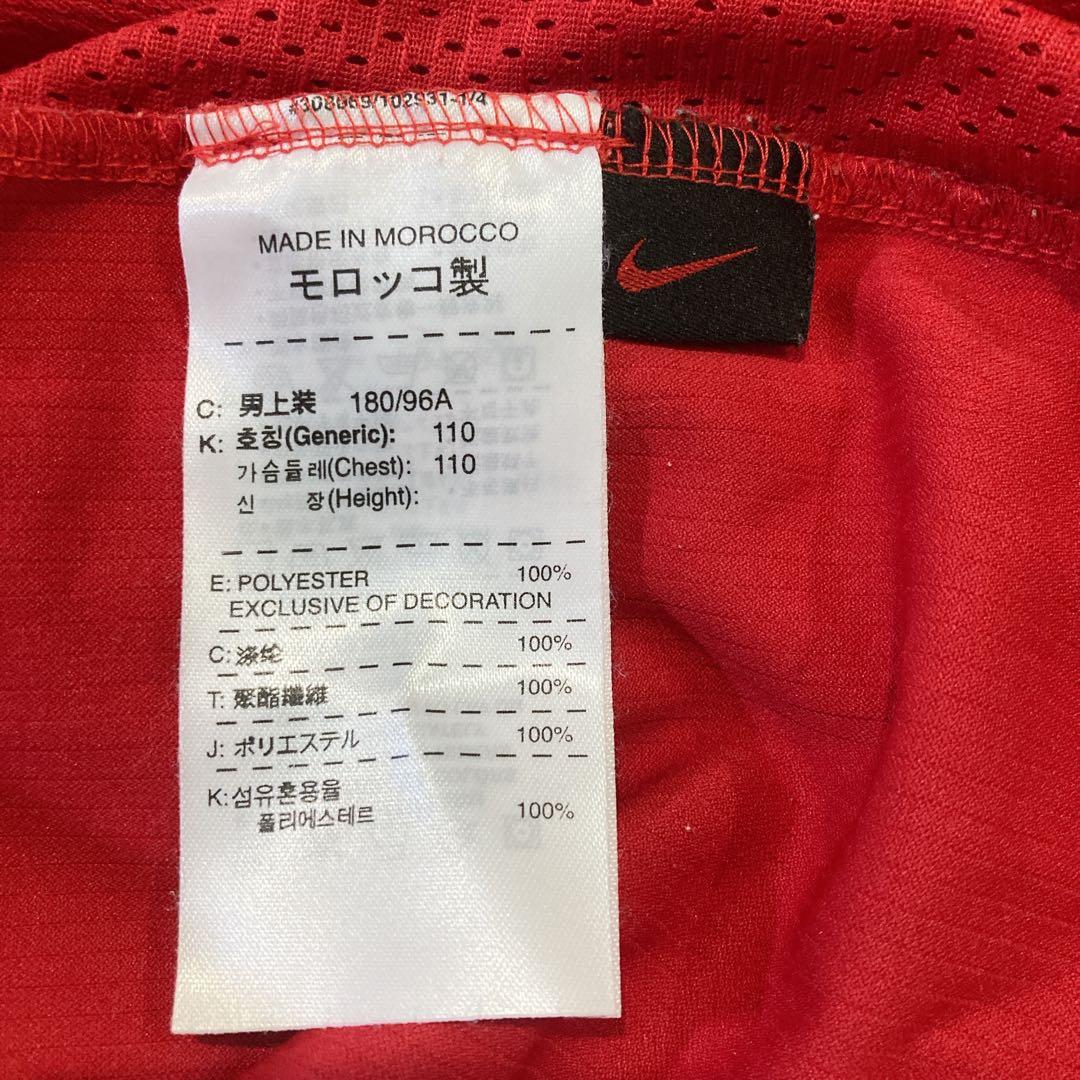 MADE IN MOROCCO
モロッコ製
C: 男上装 180/96A
K: 호칭(Generic): 110
가슴둘레(Chest): 110
신 장(Height):
E: POLYESTER 100%
EXCLUSIVE OF DECORATION
C: 涤纶 100%
T: 聚酯纖維 100%
J: ポリエステル 100%
K: 섬유혼용율
폴리에스테르 100%